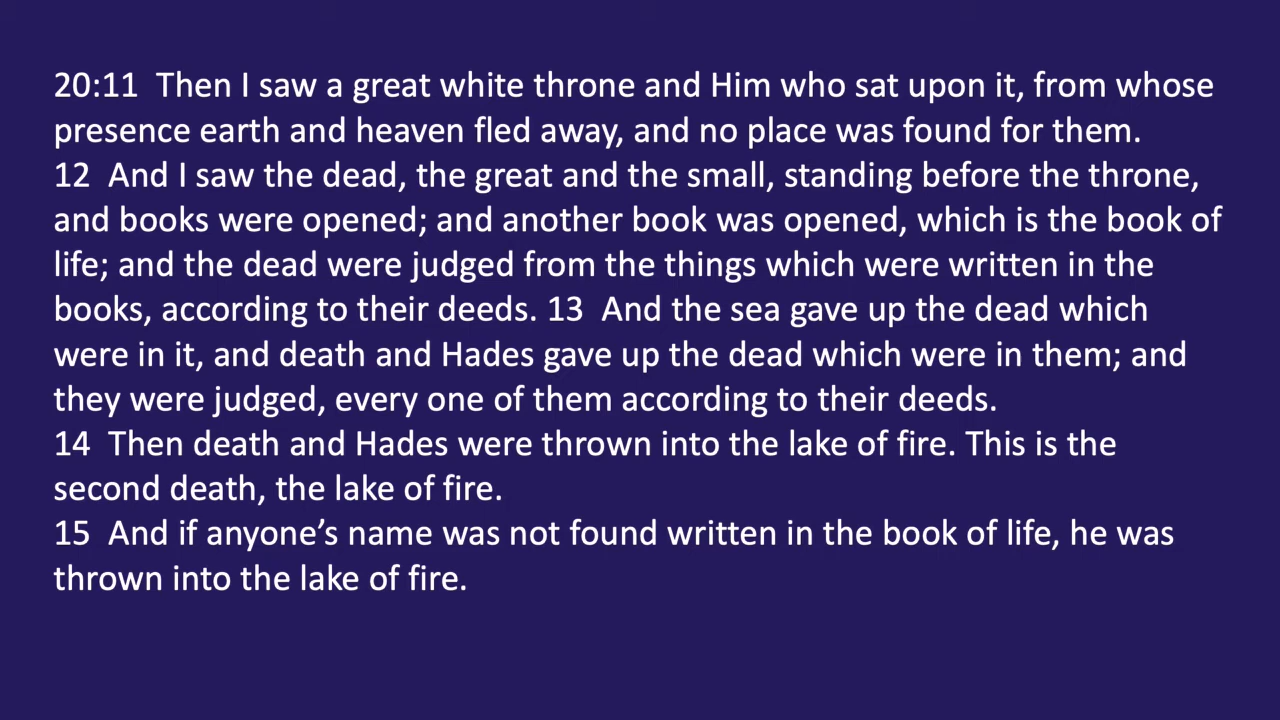 20:11  Then I saw a great white throne and Him who sat upon it, from whose
presence earth and heaven fled away, and no place was found for them.
12  And I saw the dead, the great and the small, standing before the throne,
and books were opened; and another book was opened, which is the book of
life; and the dead were judged from the things which were written in the
books, according to their deeds. 13  And the sea gave up the dead which
were in it, and death and Hades gave up the dead which were in them; and
they were judged, every one of them according to their deeds.
14  Then death and Hades were thrown into the lake of fire. This is the
second death, the lake of fire.
15  And if anyone’s name was not found written in the book of life, he was
thrown into the lake of fire.